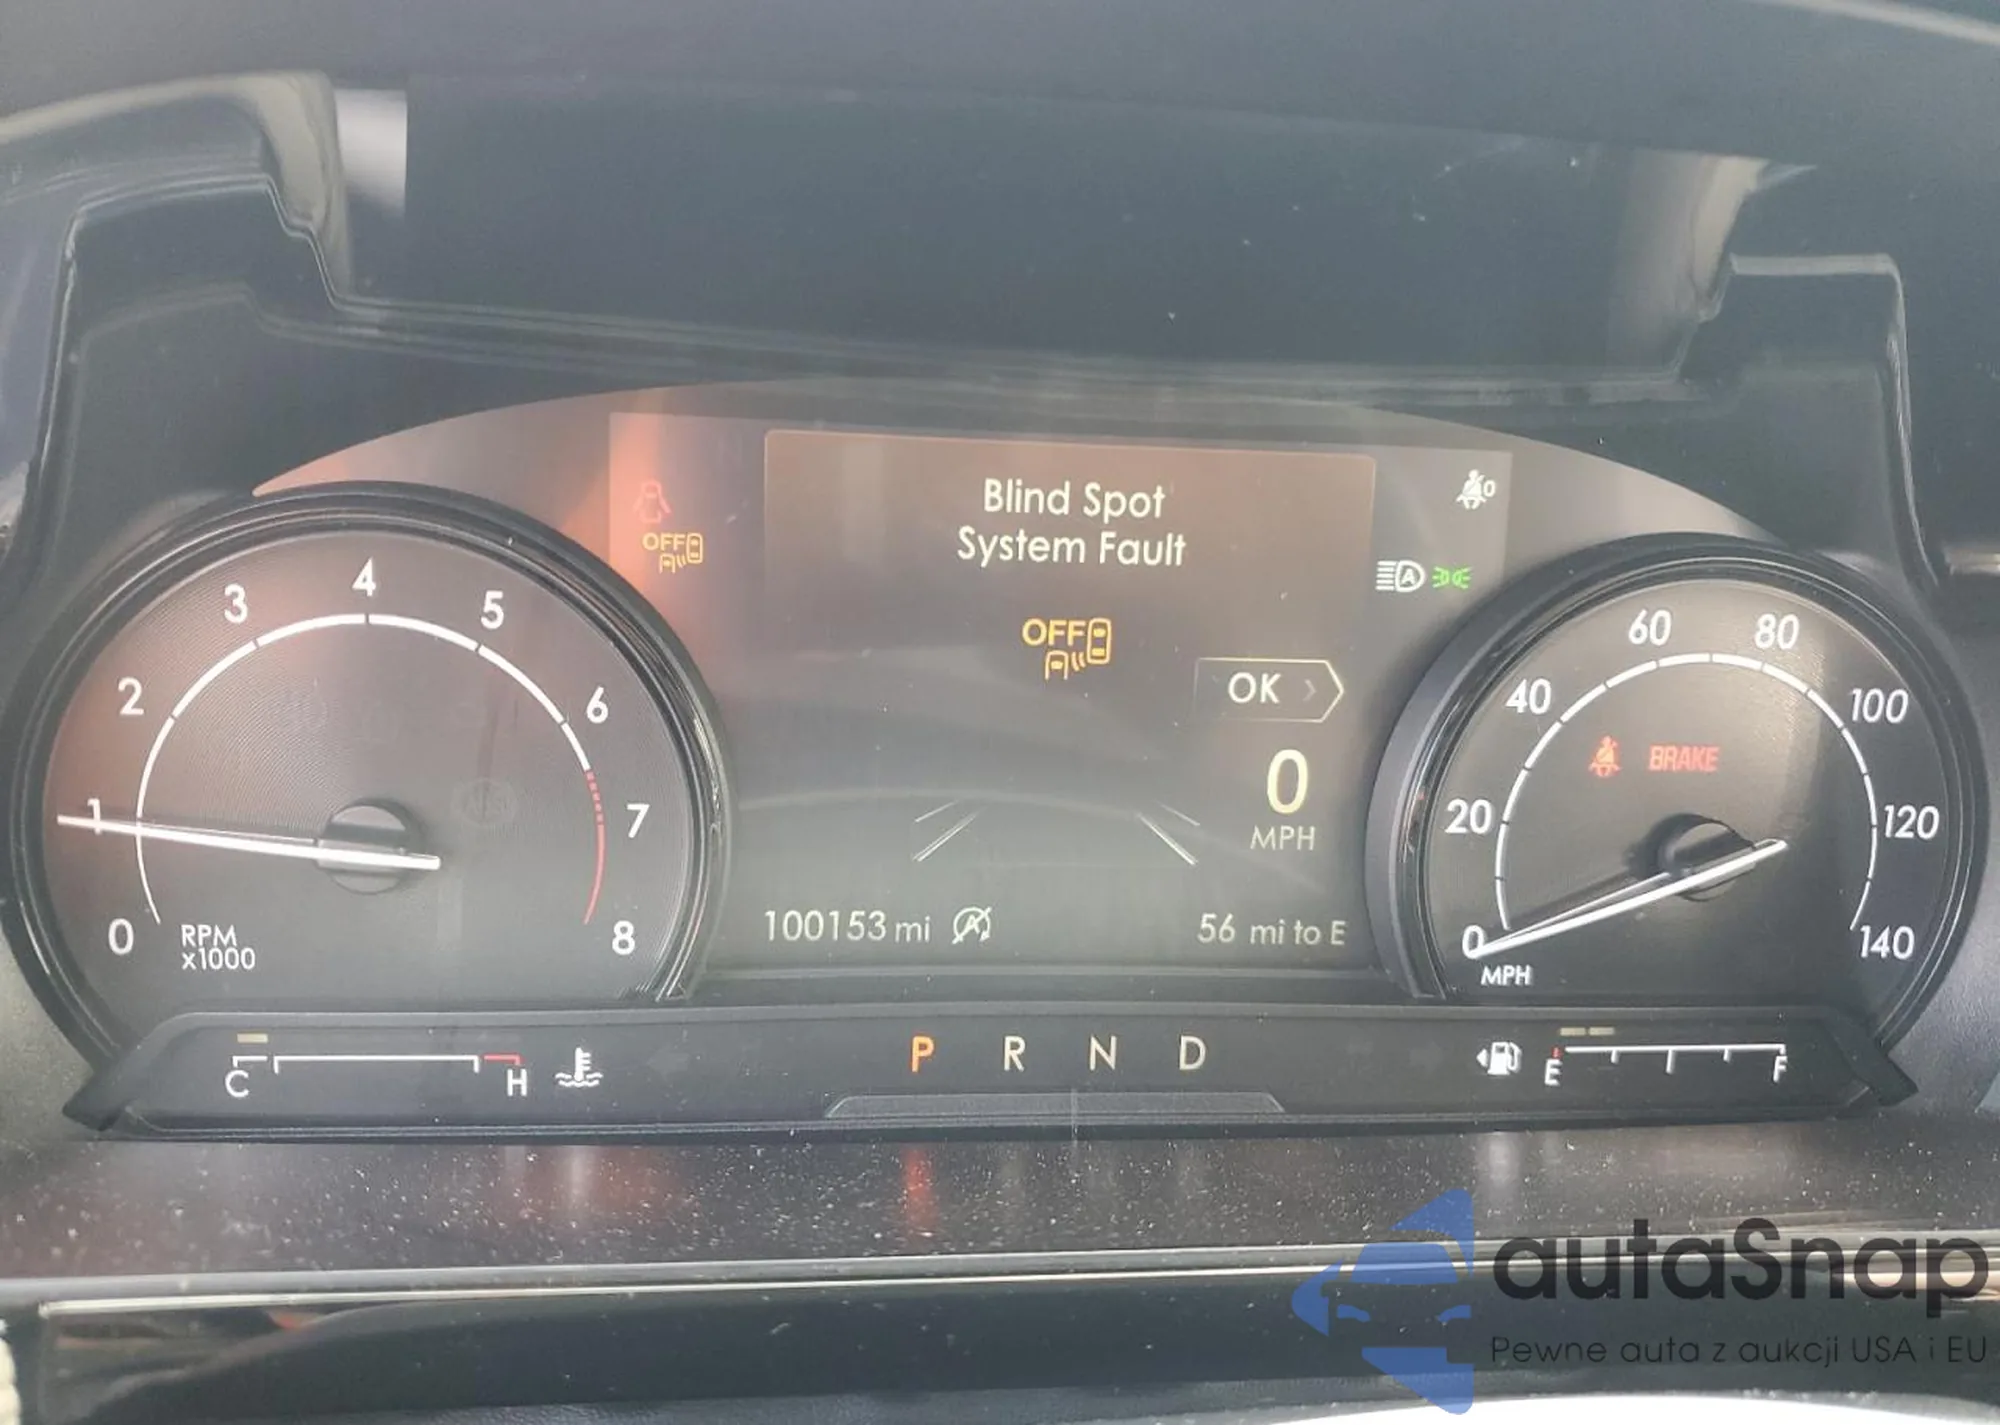 Blind Spot
System Fault
OFF
OFF
OK
0
MPH
100153 mi
56 mi to E
0
1
2
3
4
5
6
7
8
RPM
x1000
0
20
40
60
80
100
120
140
MPH
BRAKE
A
0
C
H
P R N D
E
F
autaSnap
Pewne auta z aukcji USA i EU